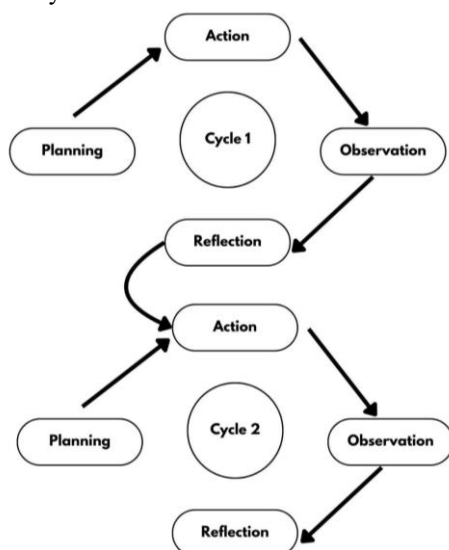 Action
Planning
Cycle 1
Observation
Reflection
Action
Planning
Cycle 2
Observation
Reflection